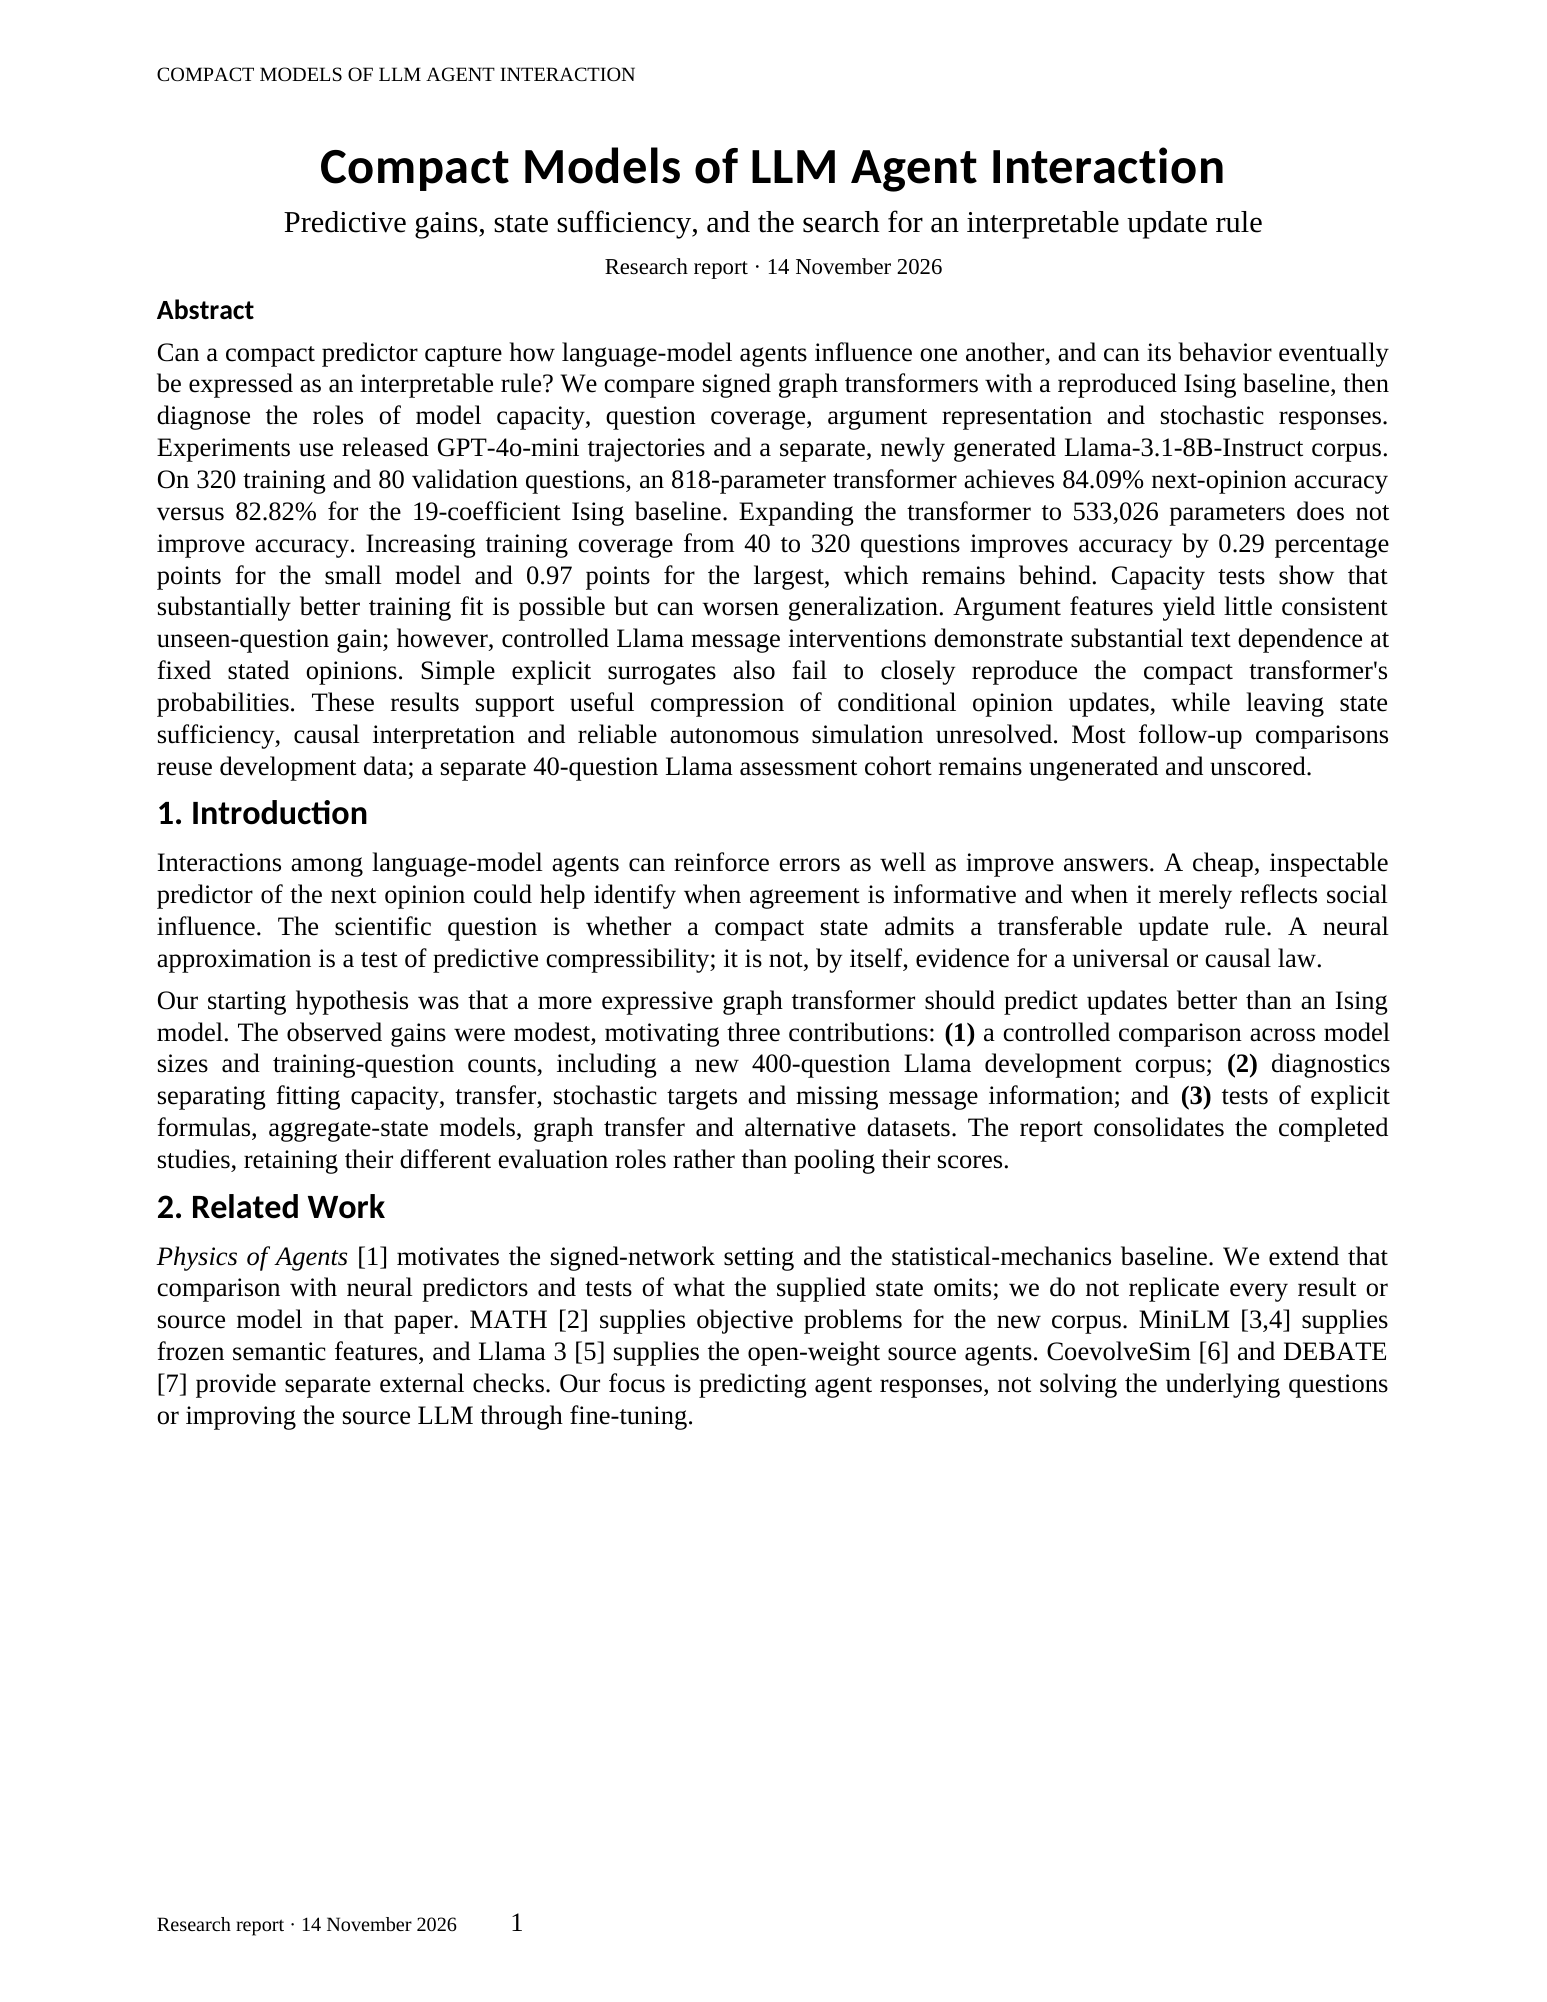 COMPACT MODELS OF LLM AGENT INTERACTION
Compact Models of LLM Agent Interaction
Predictive gains, state sufficiency, and the search for an interpretable update rule
Research report · 14 November 2026
Abstract
Can a compact predictor capture how language-model agents influence one another, and can its behavior eventually
be expressed as an interpretable rule? We compare signed graph transformers with a reproduced Ising baseline, then
diagnose the roles of model capacity, question coverage, argument representation and stochastic responses.
Experiments use released GPT-4o-mini trajectories and a separate, newly generated Llama-3.1-8B-Instruct corpus.
On 320 training and 80 validation questions, an 818-parameter transformer achieves 84.09% next-opinion accuracy
versus 82.82% for the 19-coefficient Ising baseline. Expanding the transformer to 533,026 parameters does not
improve accuracy. Increasing training coverage from 40 to 320 questions improves accuracy by 0.29 percentage
points for the small model and 0.97 points for the largest, which remains behind. Capacity tests show that
substantially better training fit is possible but can worsen generalization. Argument features yield little consistent
unseen-question gain; however, controlled Llama message interventions demonstrate substantial text dependence at
fixed stated opinions. Simple explicit surrogates also fail to closely reproduce the compact transformer's
probabilities. These results support useful compression of conditional opinion updates, while leaving state
sufficiency, causal interpretation and reliable autonomous simulation unresolved. Most follow-up comparisons
reuse development data; a separate 40-question Llama assessment cohort remains ungenerated and unscored.
1. Introduction
Interactions among language-model agents can reinforce errors as well as improve answers. A cheap, inspectable
predictor of the next opinion could help identify when agreement is informative and when it merely reflects social
influence. The scientific question is whether a compact state admits a transferable update rule. A neural
approximation is a test of predictive compressibility; it is not, by itself, evidence for a universal or causal law.
Our starting hypothesis was that a more expressive graph transformer should predict updates better than an Ising
model. The observed gains were modest, motivating three contributions: (1) a controlled comparison across model
sizes and training-question counts, including a new 400-question Llama development corpus; (2) diagnostics
separating fitting capacity, transfer, stochastic targets and missing message information; and (3) tests of explicit
formulas, aggregate-state models, graph transfer and alternative datasets. The report consolidates the completed
studies, retaining their different evaluation roles rather than pooling their scores.
2. Related Work
Physics of Agents [1] motivates the signed-network setting and the statistical-mechanics baseline. We extend that
comparison with neural predictors and tests of what the supplied state omits; we do not replicate every result or
source model in that paper. MATH [2] supplies objective problems for the new corpus. MiniLM [3,4] supplies
frozen semantic features, and Llama 3 [5] supplies the open-weight source agents. CoevolveSim [6] and DEBATE
[7] provide separate external checks. Our focus is predicting agent responses, not solving the underlying questions
or improving the source LLM through fine-tuning.
Research report · 14 November 2026 1